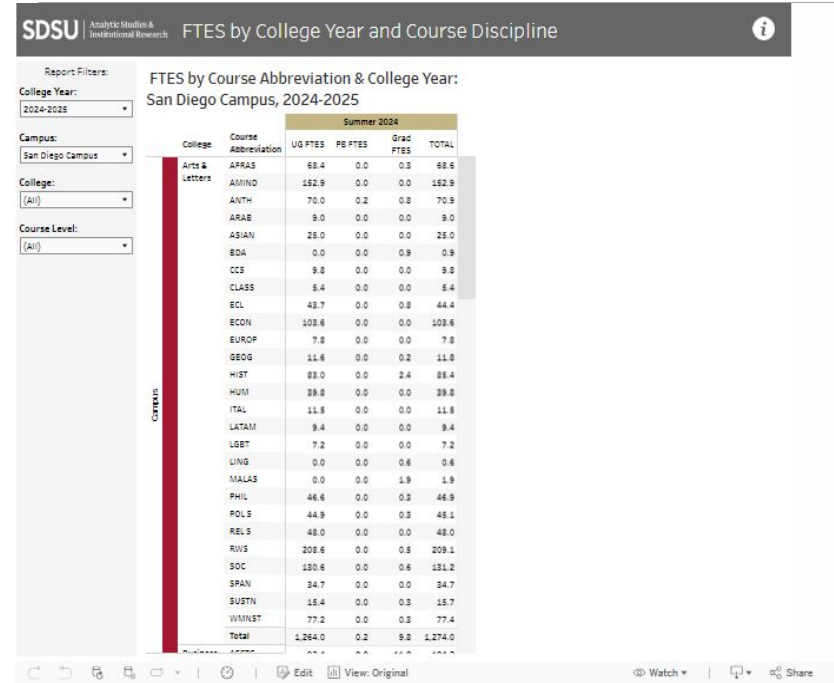 SDSU Analytic Studies & Institutional Research FTES by College Year and Course Discipline i
Report Filters:
College Year:
2024-2025
Campus:
San Diego Campus
College:
(All)
Course Level:
(All)
FTES by Course Abbreviation & College Year:
San Diego Campus, 2024-2025
Summer 2024
College Course Abbreviation UG FTES PB FTES Grad FTES TOTAL
Campus
Arts & Letters
AFRAS 68.4 0.0 0.3 68.6
AMIND 152.9 0.0 0.0 152.9
ANTH 70.0 0.2 0.8 70.9
ARAB 9.0 0.0 0.0 9.0
ASIAN 25.0 0.0 0.0 25.0
BDA 0.0 0.0 0.9 0.9
CCS 9.8 0.0 0.0 9.8
CLASS 5.4 0.0 0.0 5.4
ECL 43.7 0.0 0.8 44.4
ECON 103.6 0.0 0.0 103.6
EUROP 7.8 0.0 0.0 7.8
GEOG 11.6 0.0 0.2 11.8
HIST 83.0 0.0 2.4 85.4
HUM 39.8 0.0 0.0 39.8
ITAL 11.5 0.0 0.0 11.5
LATAM 9.4 0.0 0.0 9.4
LGBT 7.2 0.0 0.0 7.2
LING 0.0 0.0 0.6 0.6
MALAS 0.0 0.0 1.9 1.9
PHIL 46.6 0.0 0.3 46.9
POL S 44.9 0.0 0.3 45.1
REL S 48.0 0.0 0.0 48.0
RWS 208.6 0.0 0.5 209.1
SOC 130.6 0.0 0.6 131.2
SPAN 34.7 0.0 0.0 34.7
SUSTN 15.4 0.0 0.3 15.7
WMNST 77.2 0.0 0.3 77.4
Total 1,264.0 0.2 9.8 1,274.0
Edit View: Original Watch Share